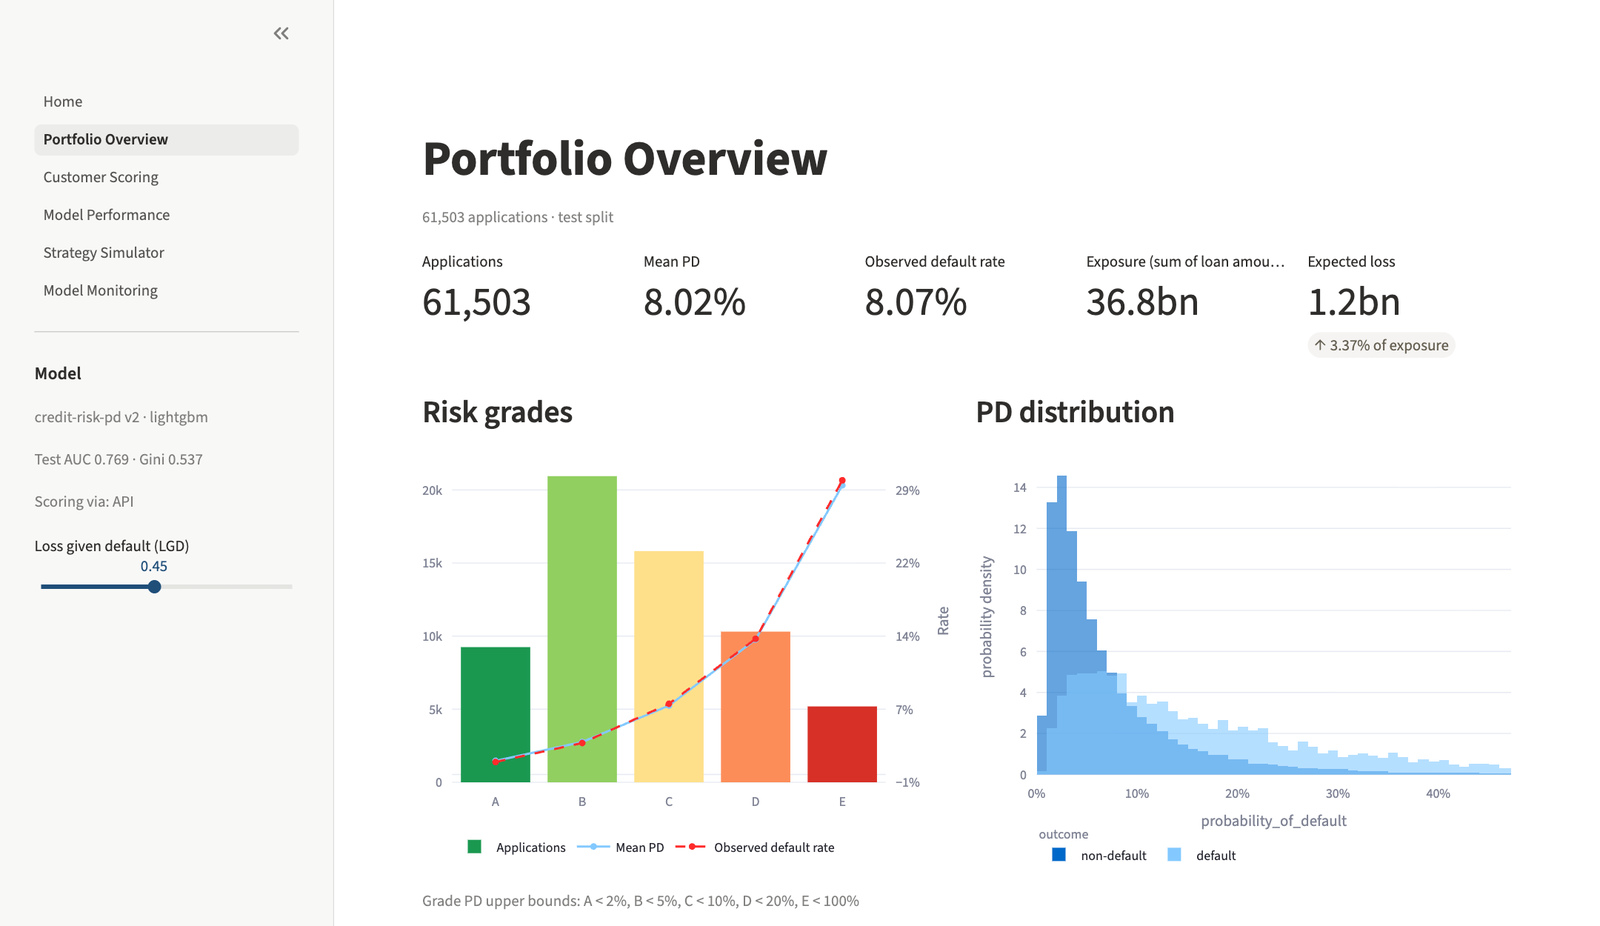 Home
Portfolio Overview
Customer Scoring
Model Performance
Strategy Simulator
Model Monitoring
Model
credit-risk-pd v2 · lightgbm
Test AUC 0.769 · Gini 0.537
Scoring via: API
Loss given default (LGD)
0.45
Portfolio Overview
61,503 applications · test split
Applications
61,503
Mean PD
8.02%
Observed default rate
8.07%
Exposure (sum of loan amou…
36.8bn
Expected loss
1.2bn
↑ 3.37% of exposure
Risk grades
20k
15k
10k
5k
0
29%
22%
14%
7%
−1%
Rate
A B C D E
Applications Mean PD Observed default rate
Grade PD upper bounds: A < 2%, B < 5%, C < 10%, D < 20%, E < 100%
PD distribution
14
12
10
8
6
4
2
0
probability density
0% 10% 20% 30% 40%
probability_of_default
outcome
non-default default